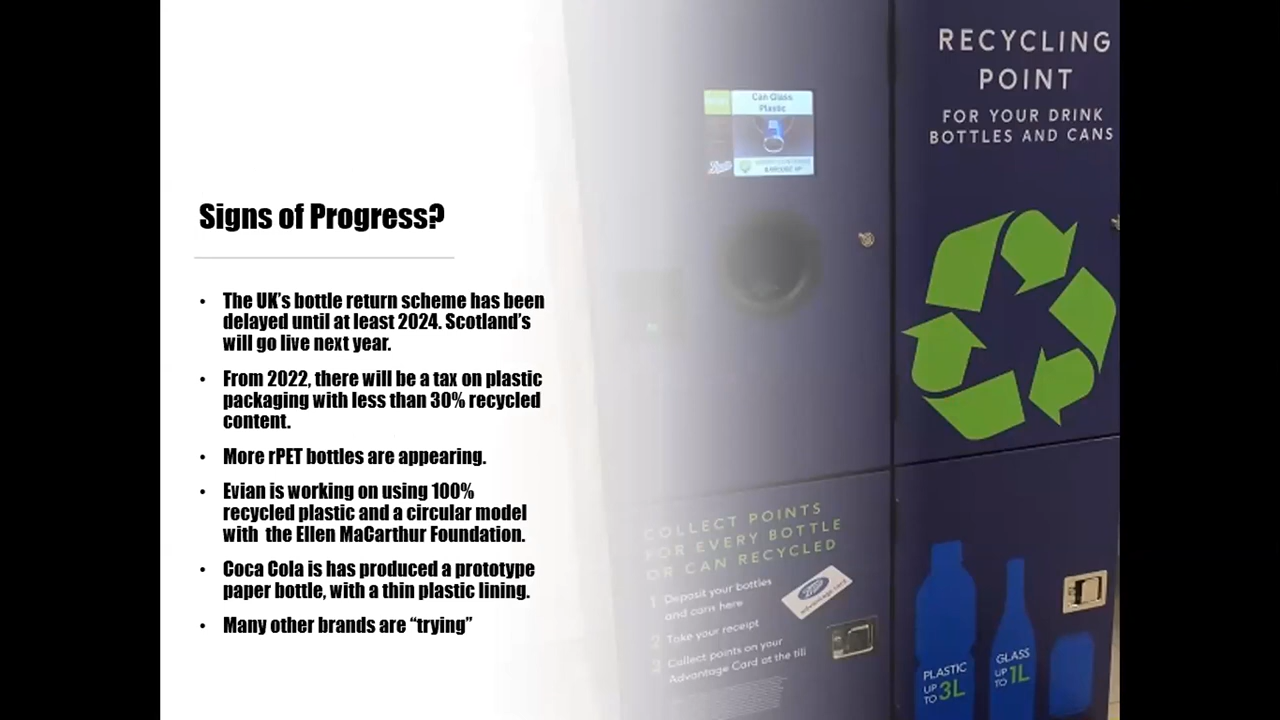 Signs of Progress?
• The UK's bottle return scheme has been
delayed until at least 2024. Scotland's
will go live next year.
• From 2022, there will be a tax on plastic
packaging with less than 30% recycled
content.
• More rPET bottles are appearing.
• Evian is working on using 100%
recycled plastic and a circular model
with the Ellen MacArthur Foundation.
• Coca Cola is has produced a prototype
paper bottle, with a thin plastic lining.
• Many other brands are “trying”
Can Glass
Plastic
Boots
RECYCLING
POINT
FOR YOUR DRINK
BOTTLES AND CANS
COLLECT POINTS
FOR EVERY BOTTLE
OR CAN RECYCLED
1 Deposit your bottles
and cans here
2 Take your receipt
3 Collect points on your
Advantage Card at the till
Boots
advantage card
PLASTIC
UP TO 3L
GLASS
UP TO 1L